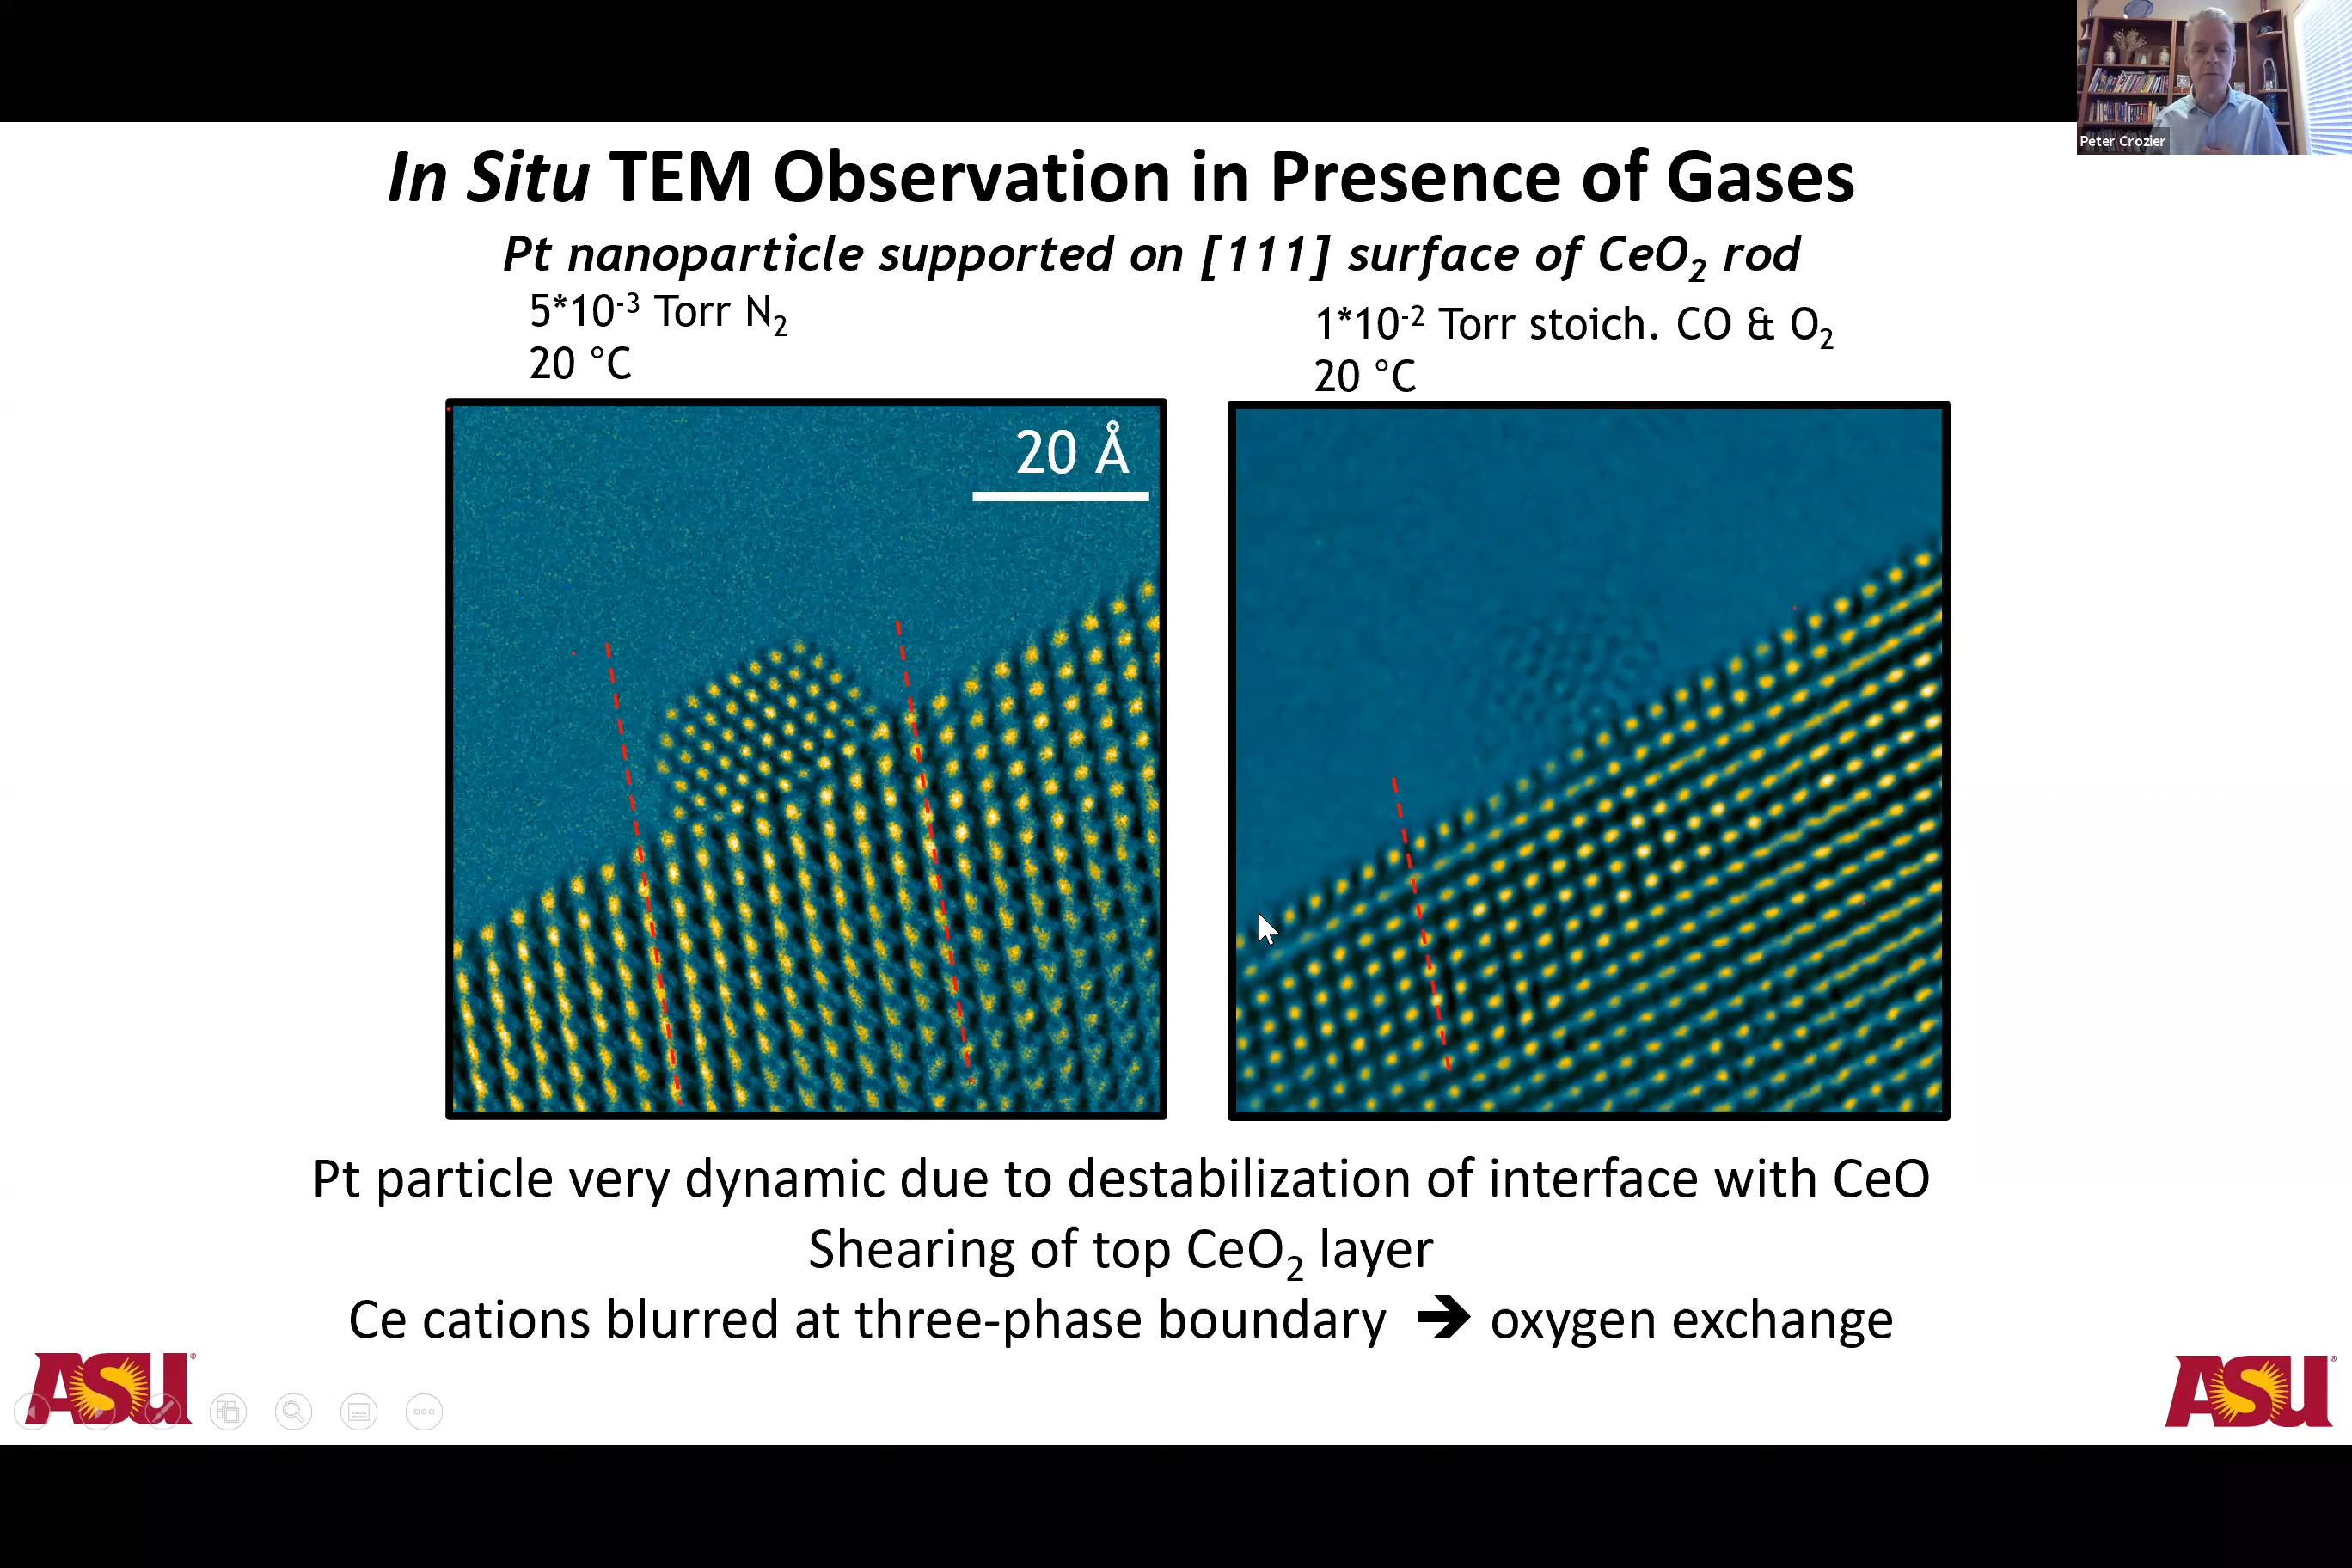 Peter Crozier
In Situ TEM Observation in Presence of Gases
Pt nanoparticle supported on [111] surface of CeO₂ rod
5*10⁻³ Torr N₂
20 °C
1*10⁻² Torr stoich. CO & O₂
20 °C
20 Å
Pt particle very dynamic due to destabilization of interface with CeO
Shearing of top CeO₂ layer
Ce cations blurred at three-phase boundary ➔ oxygen exchange
ASU
ASU